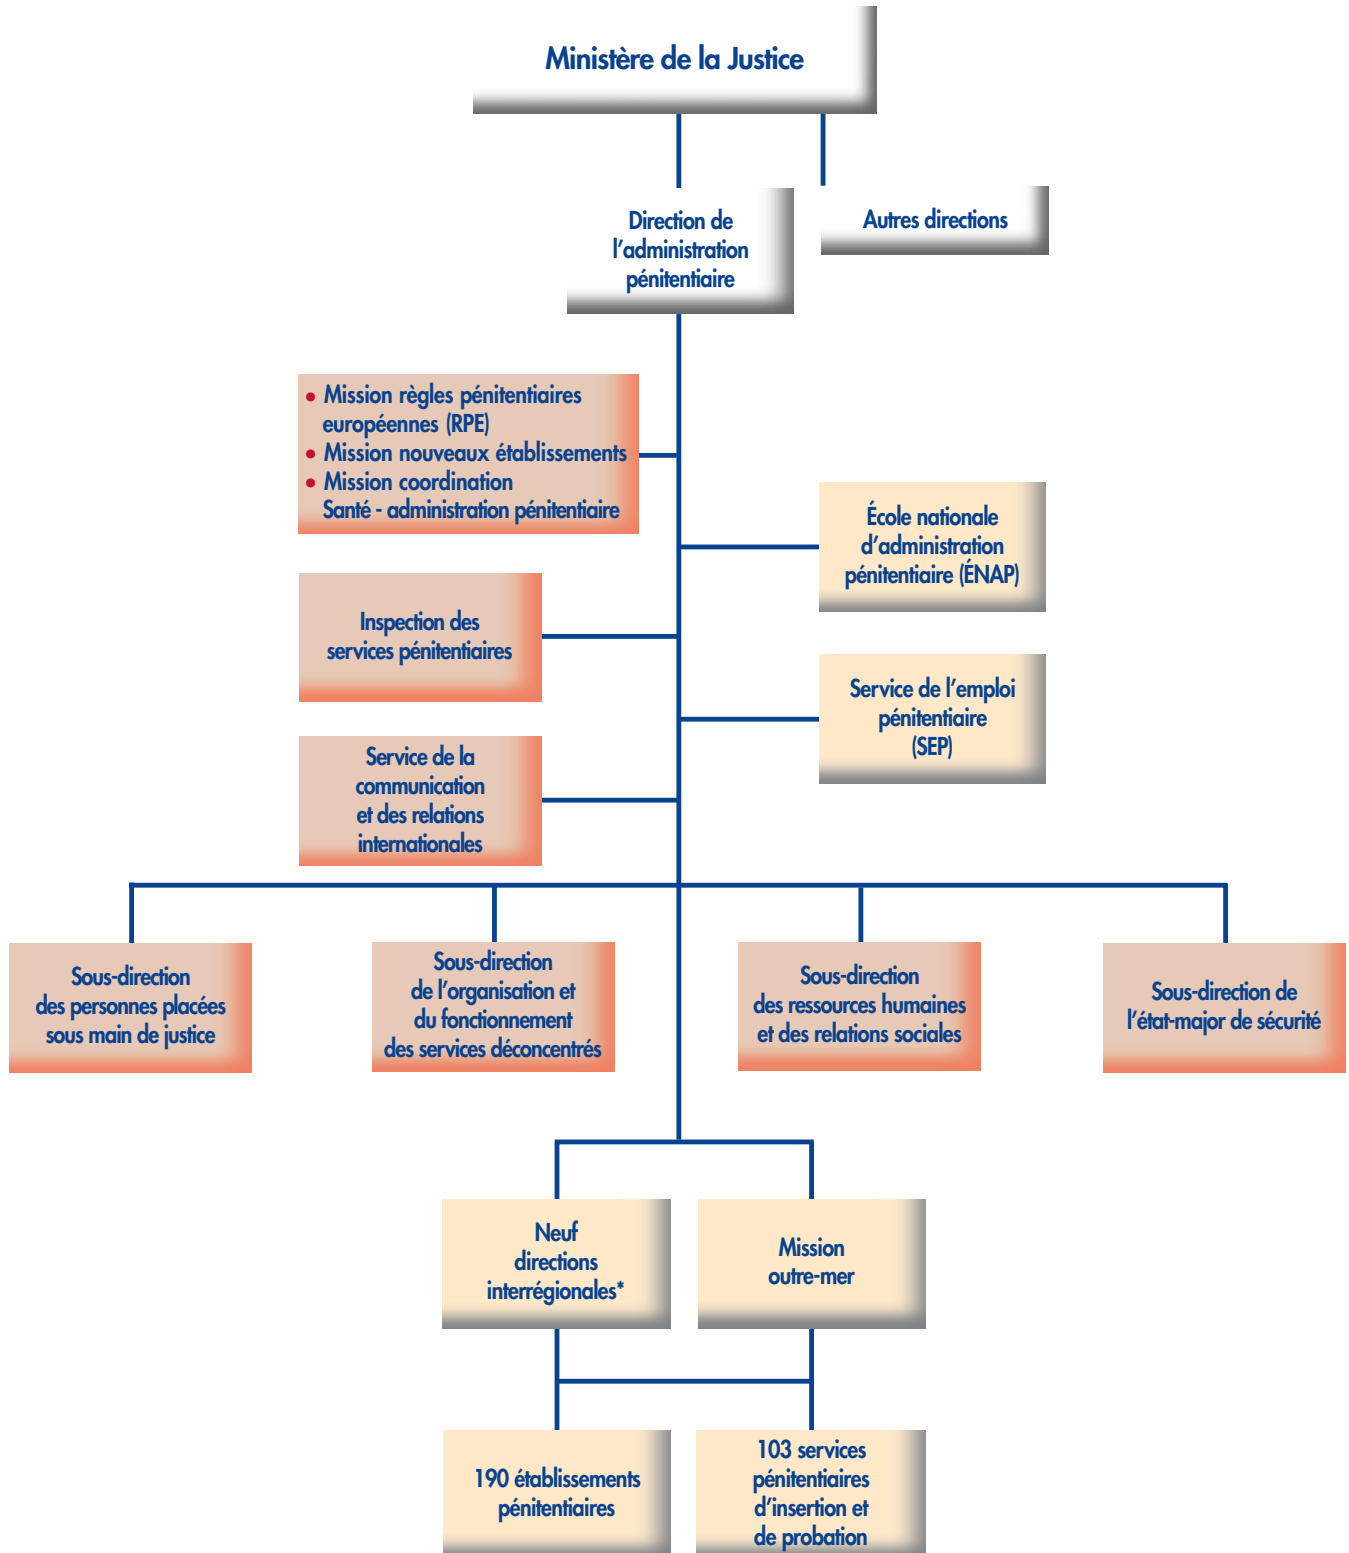 Ministère de la Justice
Direction de
l'administration
pénitentiaire
Autres directions
• Mission règles pénitentiaires
européennes (RPE)
• Mission nouveaux établissements
• Mission coordination
Santé - administration pénitentiaire
École nationale
d'administration
pénitentiaire (ÉNAP)
Inspection des
services pénitentiaires
Service de l'emploi
pénitentiaire
(SEP)
Service de la
communication
et des relations
internationales
Sous-direction
des personnes placées
sous main de justice
Sous-direction
de l'organisation et
du fonctionnement
des services déconcentrés
Sous-direction
des ressources humaines
et des relations sociales
Sous-direction de
l'état-major de sécurité
Neuf
directions
interrégionales*
Mission
outre-mer
190 établissements
pénitentiaires
103 services
pénitentiaires
d'insertion et
de probation